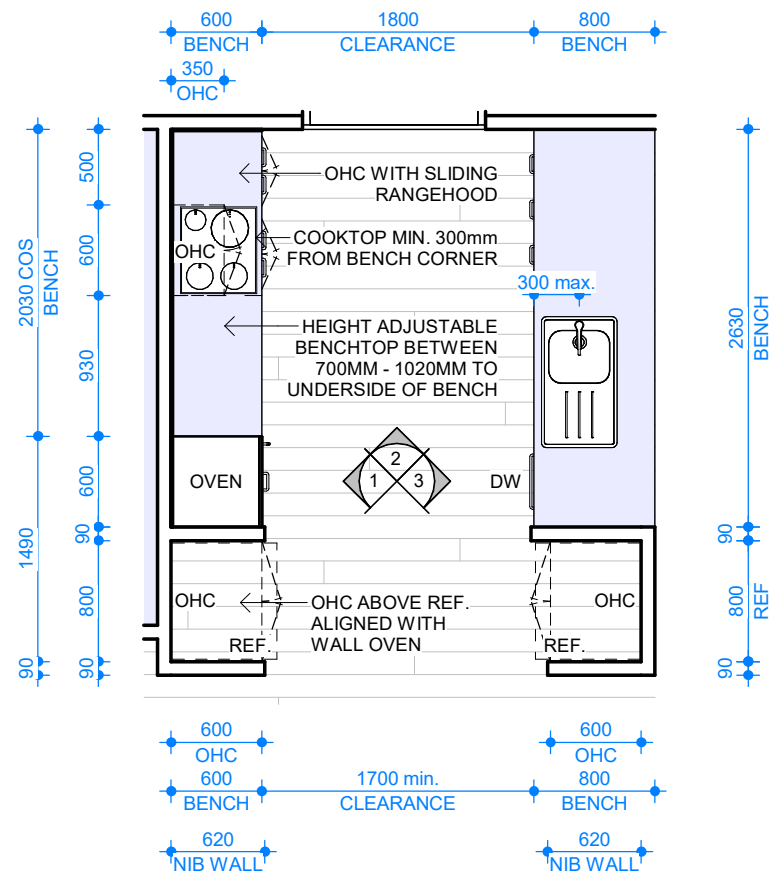 600
1800
800
BENCH
CLEARANCE
BENCH
350
OHC
500
600
930
600
90
800
90
2030 COS
BENCH
1490
90
OHC WITH SLIDING
RANGEHOOD
OHC
COOKTOP MIN. 300mm
FROM BENCH CORNER
300 max.
HEIGHT ADJUSTABLE
BENCHTOP BETWEEN
700MM - 1020MM TO
UNDERSIDE OF BENCH
2630
BENCH
OVEN
1
2
3
DW
90
800
REF
90
OHC
OHC ABOVE REF.
ALIGNED WITH
WALL OVEN
REF.
OHC
REF.
600
OHC
600
OHC
600
BENCH
1700 min.
CLEARANCE
800
BENCH
620
NIB WALL
620
NIB WALL